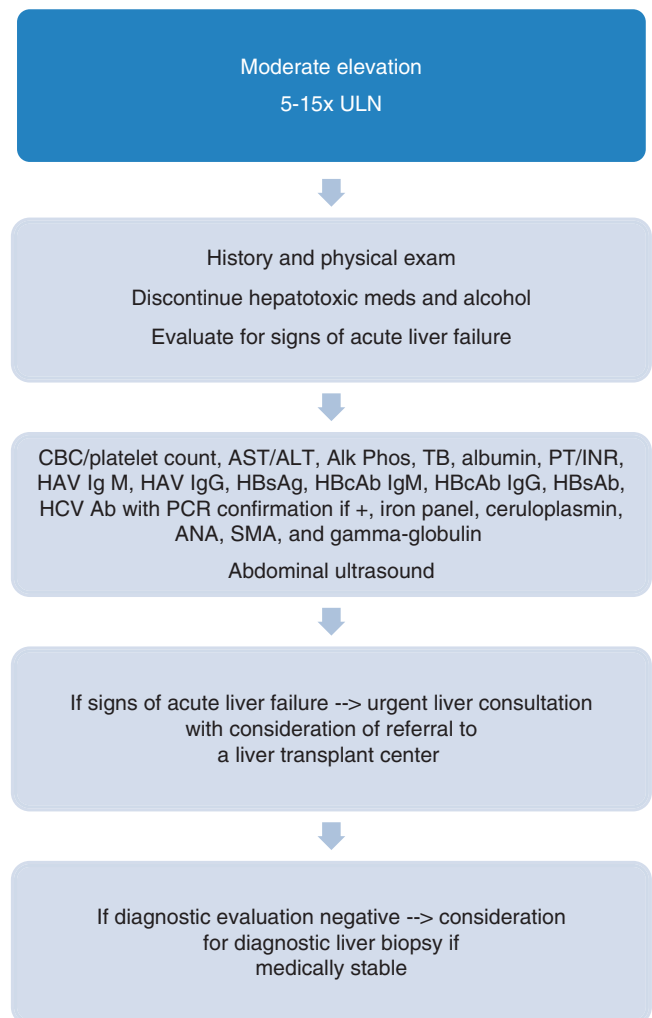 Moderate elevation
5-15x ULN
History and physical exam
Discontinue hepatotoxic meds and alcohol
Evaluate for signs of acute liver failure
CBC/platelet count, AST/ALT, Alk Phos, TB, albumin, PT/INR,
HAV Ig M, HAV IgG, HBsAg, HBcAb IgM, HBcAb IgG, HBsAb,
HCV Ab with PCR confirmation if +, iron panel, ceruloplasmin,
ANA, SMA, and gamma-globulin
Abdominal ultrasound
If signs of acute liver failure --> urgent liver consultation
with consideration of referral to
a liver transplant center
If diagnostic evaluation negative --> consideration
for diagnostic liver biopsy if
medically stable